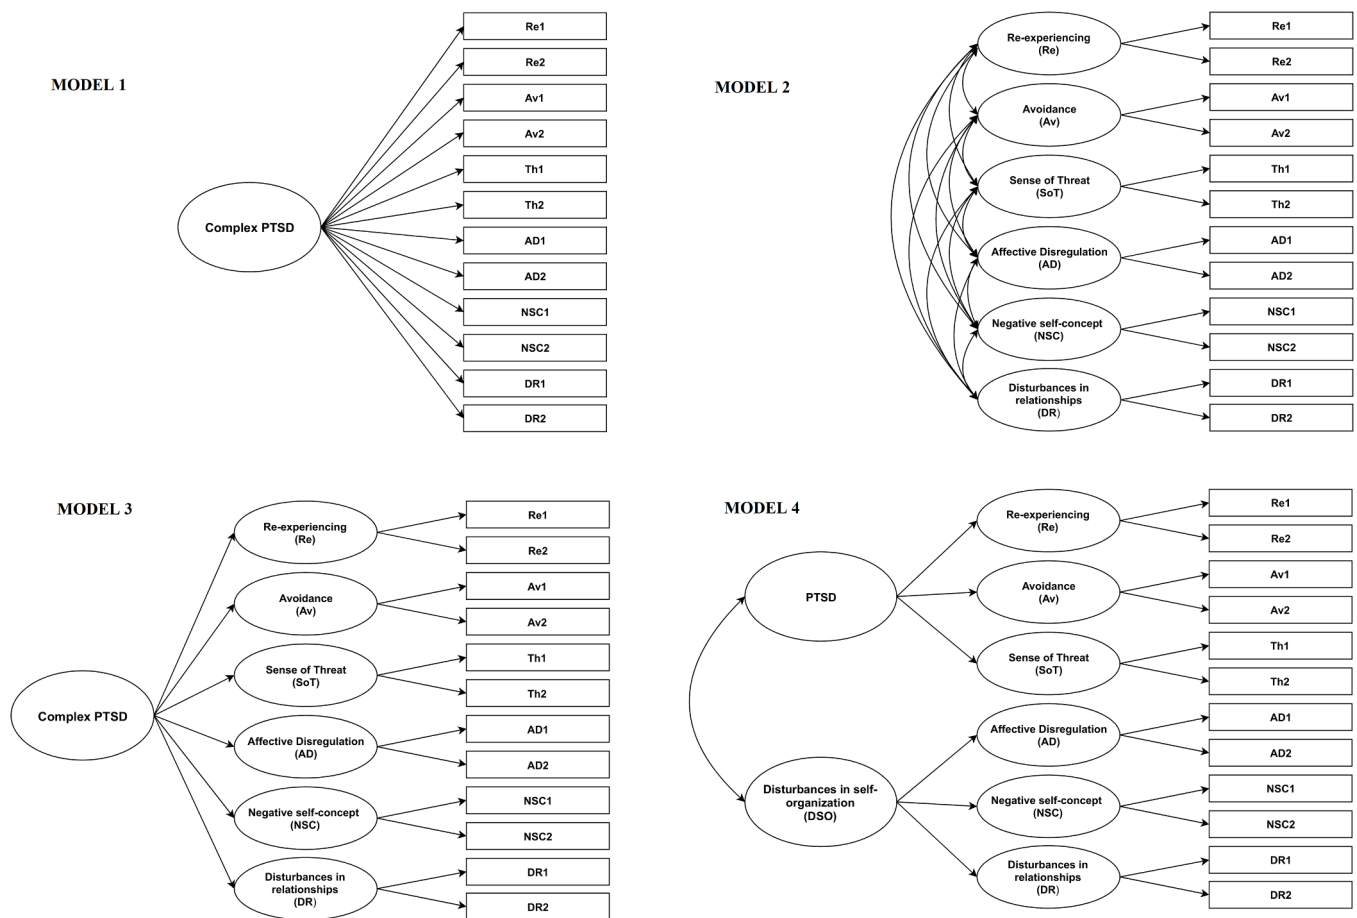 MODEL 1
Complex PTSD
Re1
Re2
Av1
Av2
Th1
Th2
AD1
AD2
NSC1
NSC2
DR1
DR2
MODEL 2
Re-experiencing
(Re)
Avoidance
(Av)
Sense of Threat
(SoT)
Affective Disregulation
(AD)
Negative self-concept
(NSC)
Disturbances in
relationships
(DR)
Re1
Re2
Av1
Av2
Th1
Th2
AD1
AD2
NSC1
NSC2
DR1
DR2
MODEL 3
Complex PTSD
Re-experiencing
(Re)
Avoidance
(Av)
Sense of Threat
(SoT)
Affective Disregulation
(AD)
Negative self-concept
(NSC)
Disturbances in
relationships
(DR)
Re1
Re2
Av1
Av2
Th1
Th2
AD1
AD2
NSC1
NSC2
DR1
DR2
MODEL 4
PTSD
Disturbances in self-
organization
(DSO)
Re-experiencing
(Re)
Avoidance
(Av)
Sense of Threat
(SoT)
Affective Disregulation
(AD)
Negative self-concept
(NSC)
Disturbances in
relationships
(DR)
Re1
Re2
Av1
Av2
Th1
Th2
AD1
AD2
NSC1
NSC2
DR1
DR2